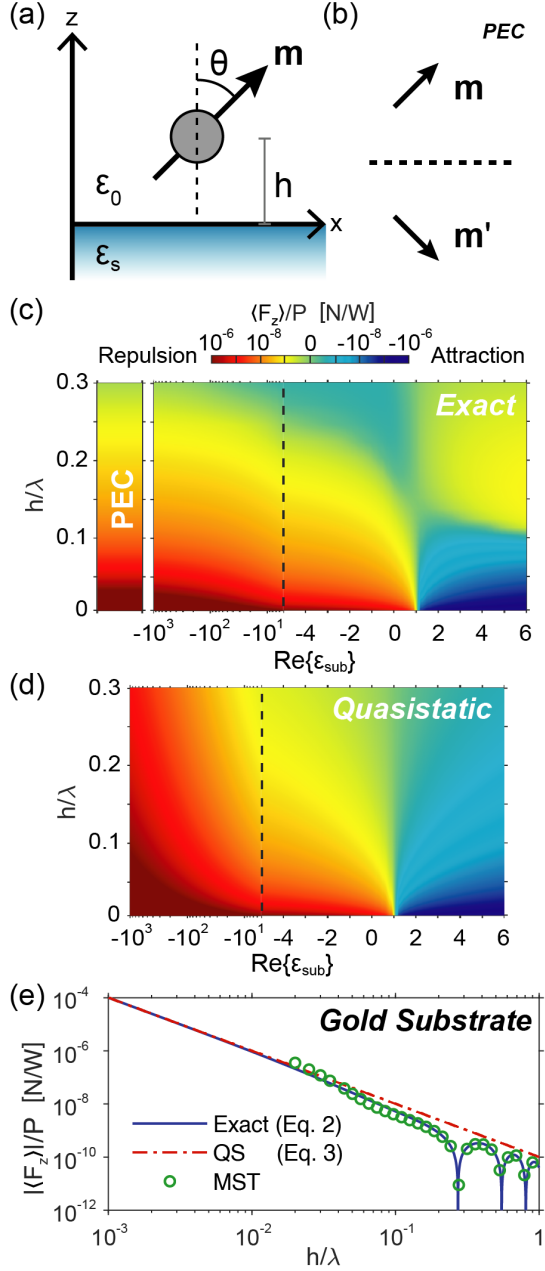 (a)
z
θ
m
h
ε0
x
εs
(b)
PEC
m
m'
(c)
⟨Fz⟩/P [N/W]
Repulsion 10^-6 10^-8 0 -10^-8 -10^-6 Attraction
0.3
0.2
0.1
0
h/λ
PEC
Exact
-10^3 -10^2 -10^1 -2 0 2 4 6
Re{εsub}
(d)
0.3
0.2
0.1
0
h/λ
Quasistatic
-10^3 -10^2 -10^1 -2 0 2 4 6
Re{εsub}
(e)
10^-4
10^-6
10^-8
10^-10
10^-12
|⟨Fz⟩|/P [N/W]
Gold Substrate
Exact (Eq. 2)
QS (Eq. 3)
MST
10^-3 10^-2 10^-1 1
h/λ